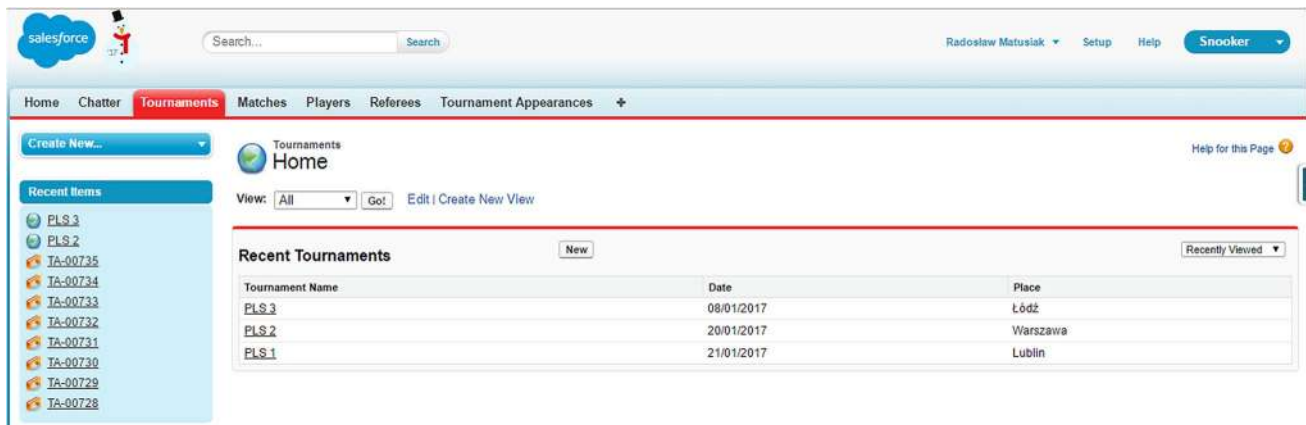 salesforce
'17
Search...
Search
Radosław Matusiak
Setup
Help
Snooker
Home
Chatter
Tournaments
Matches
Players
Referees
Tournament Appearances
+
Create New...
Tournaments
Home
Help for this Page
Recent Items
View: All Go! Edit | Create New View
PLS 3
PLS 2
TA-00735
TA-00734
TA-00733
TA-00732
TA-00731
TA-00730
TA-00729
TA-00728
Recent Tournaments
New
Recently Viewed
Tournament Name Date Place
PLS 3 08/01/2017 Łódź
PLS 2 20/01/2017 Warszawa
PLS 1 21/01/2017 Lublin